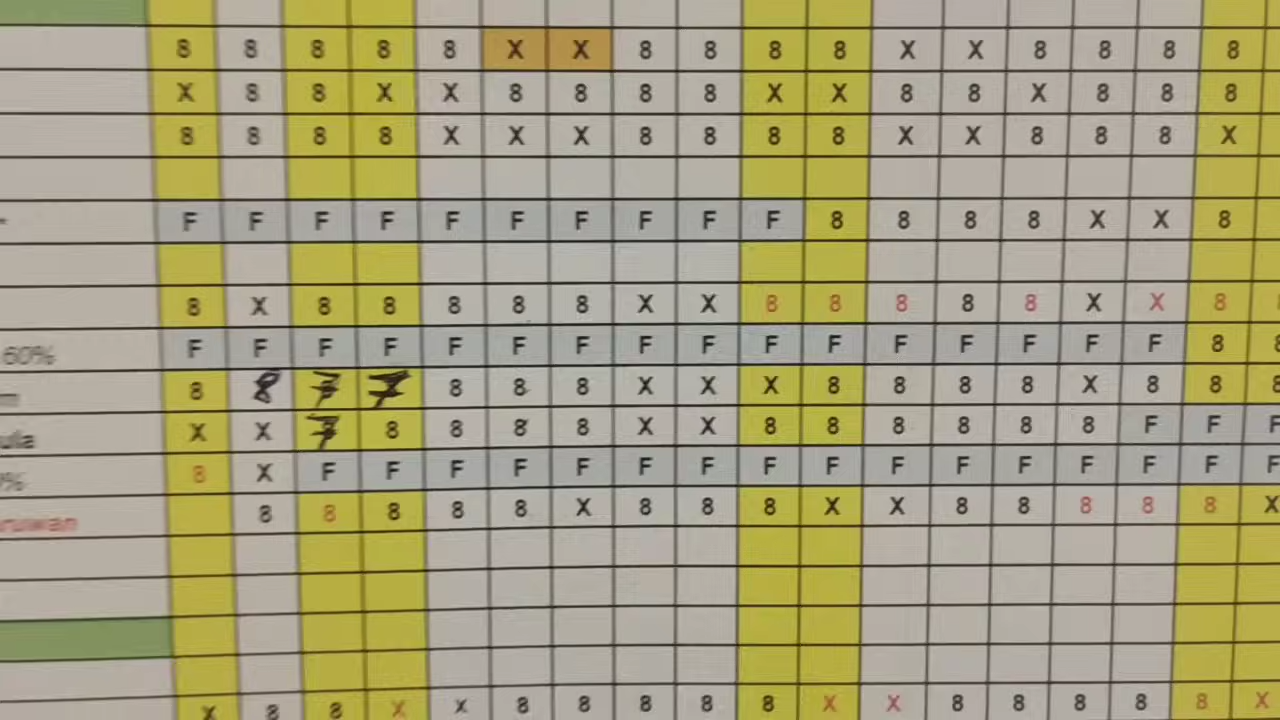 8 8 8 8 8 X X 8 8 8 8 X X 8 8 8 8
X 8 8 X X 8 8 8 8 X X 8 8 X 8 8 8
8 8 8 8 X X X 8 8 8 8 X X 8 8 8 X
F F F F F F F F F F 8 8 8 8 X X 8
8 X 8 8 8 8 8 X X 8 8 8 8 8 X X 8
60% F F F F F F F F F F F F F F F F 8 8
m 8 8 7 7 8 8 8 X X X 8 8 8 8 X 8 8 8
ula X X 7 8 8 8 8 X X 8 8 8 8 8 8 F F F
% 8 X F F F F F F F F F F F F F F F F
ruwan 8 8 8 8 8 X 8 8 8 X X 8 8 8 8 8 X
X 8 8 X X 8 8 8 8 8 X X 8 8 8 8 8 X